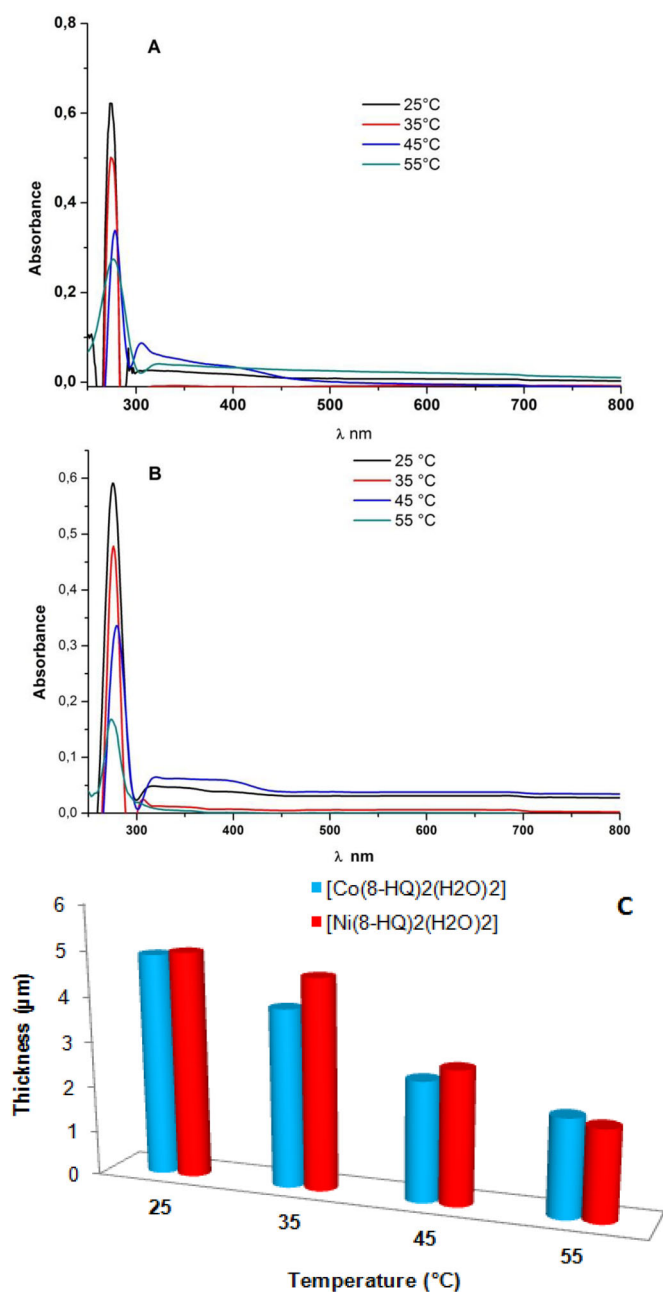 0,8
A
25°C
35°C
45°C
55°C
0,6
0,4
0,2
0,0
Absorbance
300 400 500 600 700 800
λ nm
0,6
B
25 °C
35 °C
45 °C
55 °C
0,5
0,4
0,3
0,2
0,1
0,0
Absorbance
300 400 500 600 700 800
λ nm
[Co(8-HQ)2(H2O)2]
[Ni(8-HQ)2(H2O)2]
C
6
5
4
3
2
1
0
Thickness (µm)
25 35 45 55
Temperature (°C)